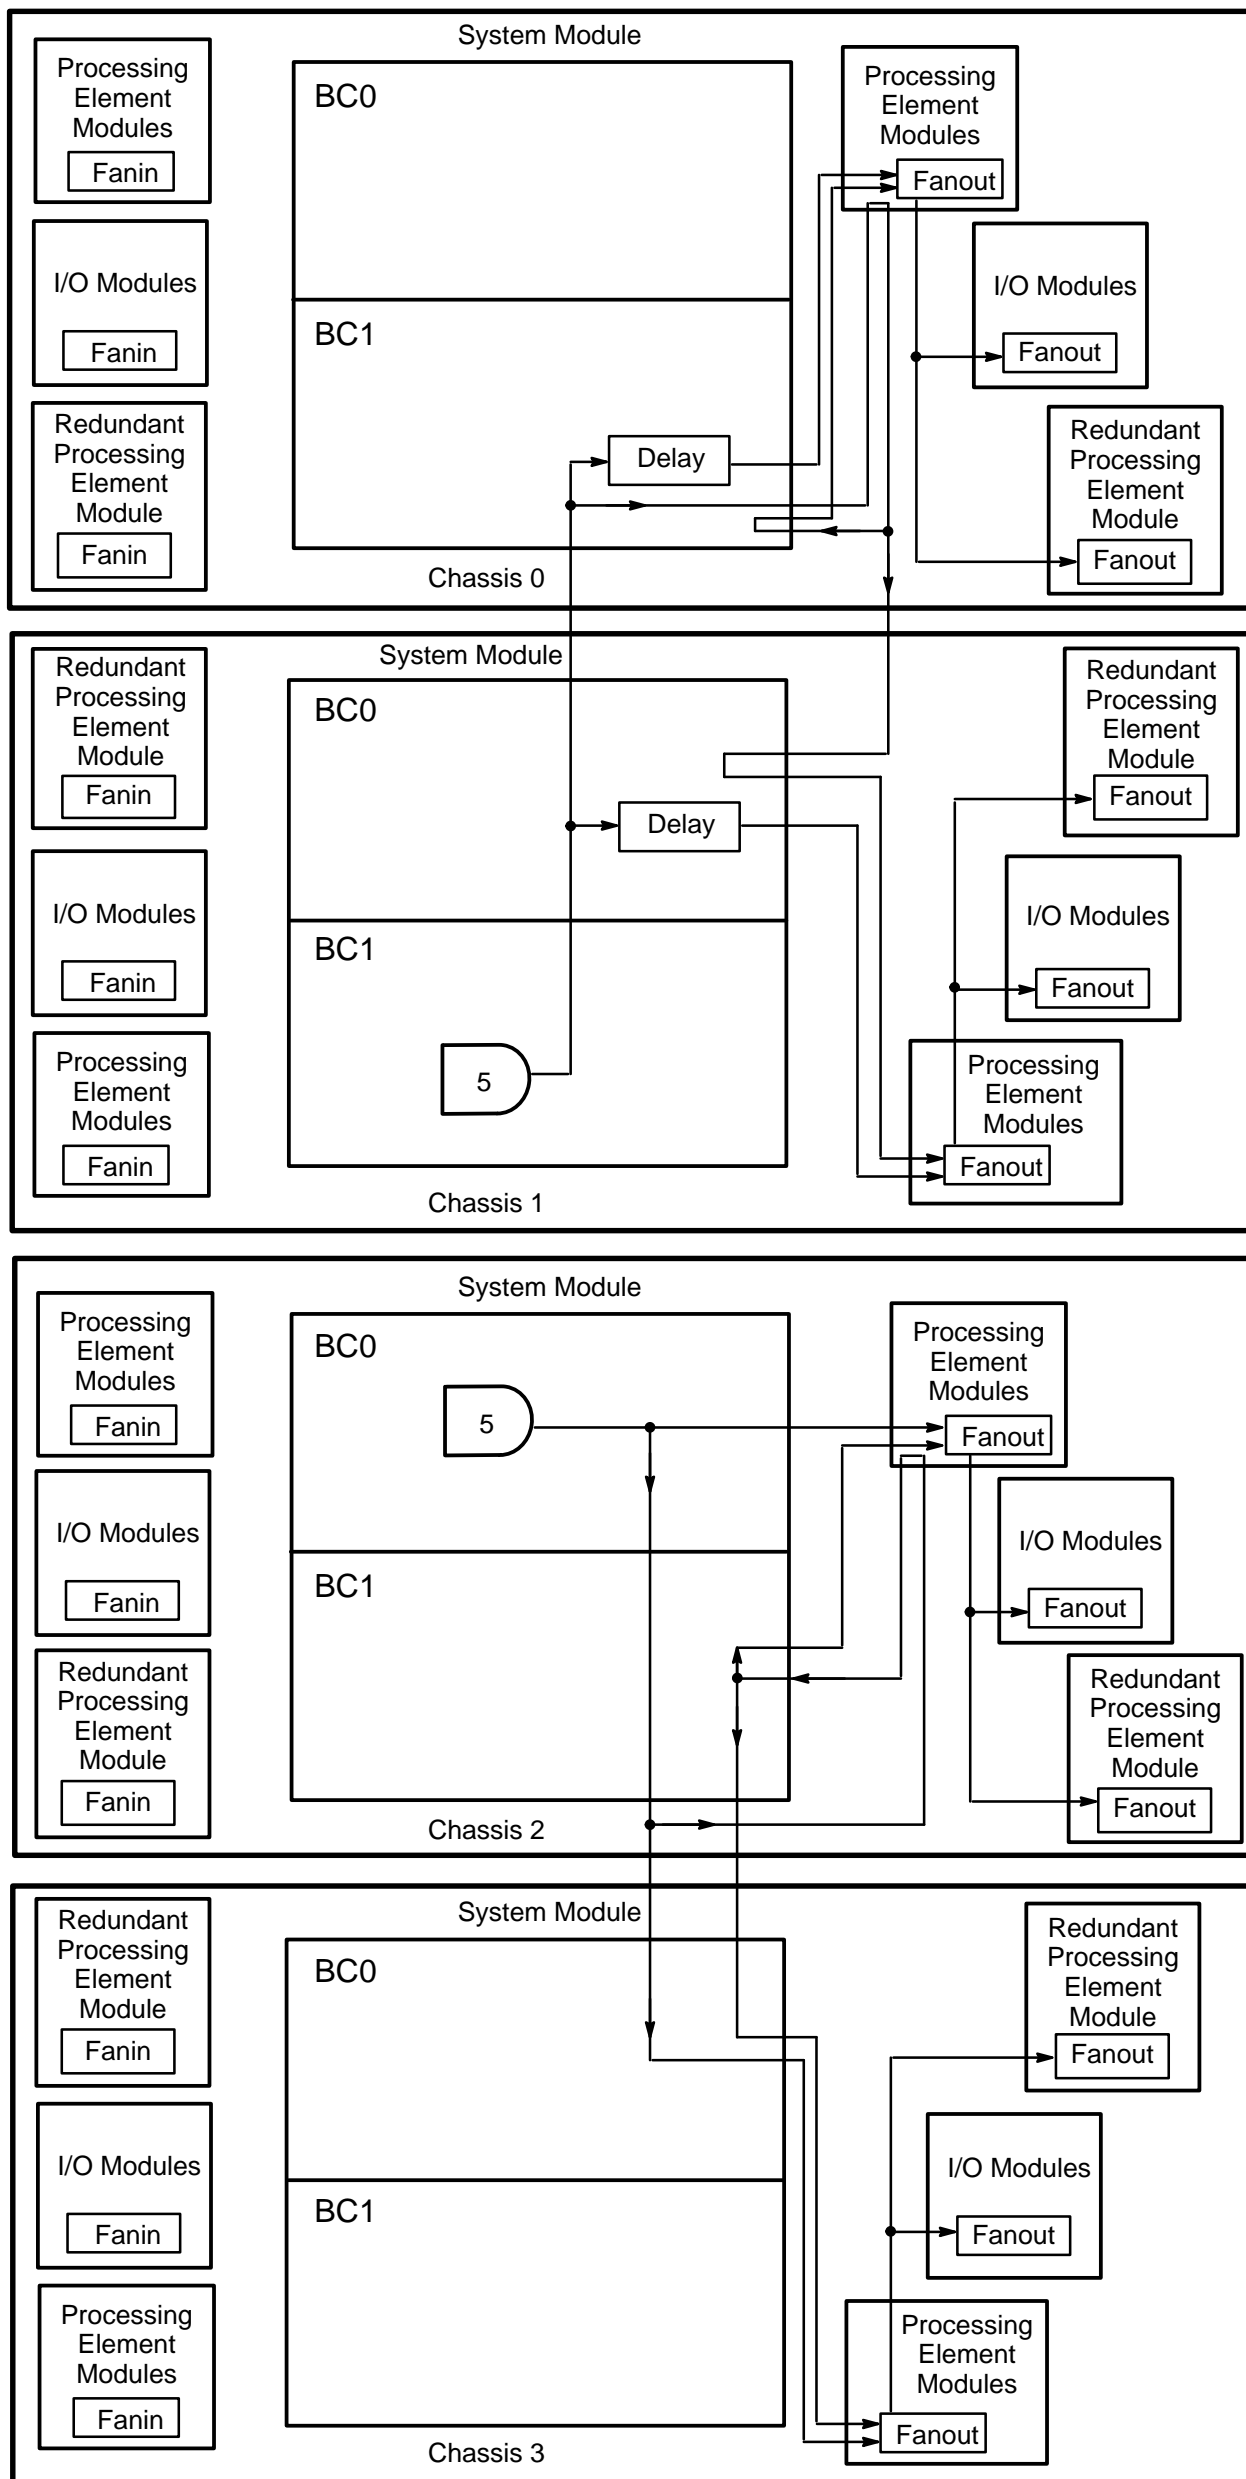 System Module
Processing
Element
Modules
Fanin
I/O Modules
Fanin
Redundant
Processing
Element
Module
Fanin
BC0
BC1
Delay
Processing
Element
Modules
Fanout
I/O Modules
Fanout
Redundant
Processing
Element
Module
Fanout
Chassis 0
System Module
Redundant
Processing
Element
Module
Fanin
I/O Modules
Fanin
Processing
Element
Modules
Fanin
BC0
Delay
BC1
5
Redundant
Processing
Element
Module
Fanout
I/O Modules
Fanout
Processing
Element
Modules
Fanout
Chassis 1
System Module
Processing
Element
Modules
Fanin
I/O Modules
Fanin
Redundant
Processing
Element
Module
Fanin
BC0
5
BC1
Processing
Element
Modules
Fanout
I/O Modules
Fanout
Redundant
Processing
Element
Module
Fanout
Chassis 2
System Module
Redundant
Processing
Element
Module
Fanin
I/O Modules
Fanin
Processing
Element
Modules
Fanin
BC0
BC1
Redundant
Processing
Element
Module
Fanout
I/O Modules
Fanout
Processing
Element
Modules
Fanout
Chassis 3